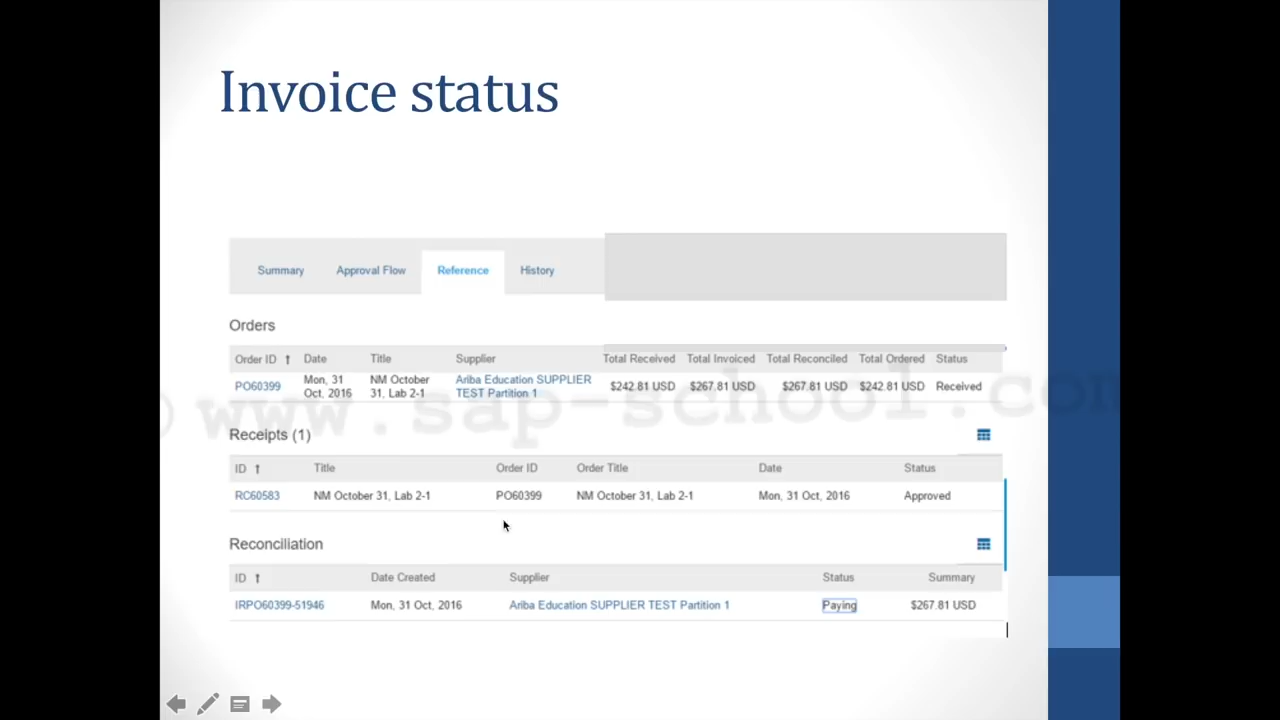 Invoice status
Summary Approval Flow Reference History
Orders
Order ID ↑ Date Title Supplier Total Received Total Invoiced Total Reconciled Total Ordered Status
PO60399 Mon, 31 Oct, 2016 NM October 31, Lab 2-1 Ariba Education SUPPLIER TEST Partition 1 $242.81 USD $267.81 USD $267.81 USD $242.81 USD Received
© www.sap-school.com
Receipts (1)
ID ↑ Title Order ID Order Title Date Status
RC60583 NM October 31, Lab 2-1 PO60399 NM October 31, Lab 2-1 Mon, 31 Oct, 2016 Approved
Reconciliation
ID ↑ Date Created Supplier Status Summary
IRPO60399-51946 Mon, 31 Oct, 2016 Ariba Education SUPPLIER TEST Partition 1 Paying $267.81 USD